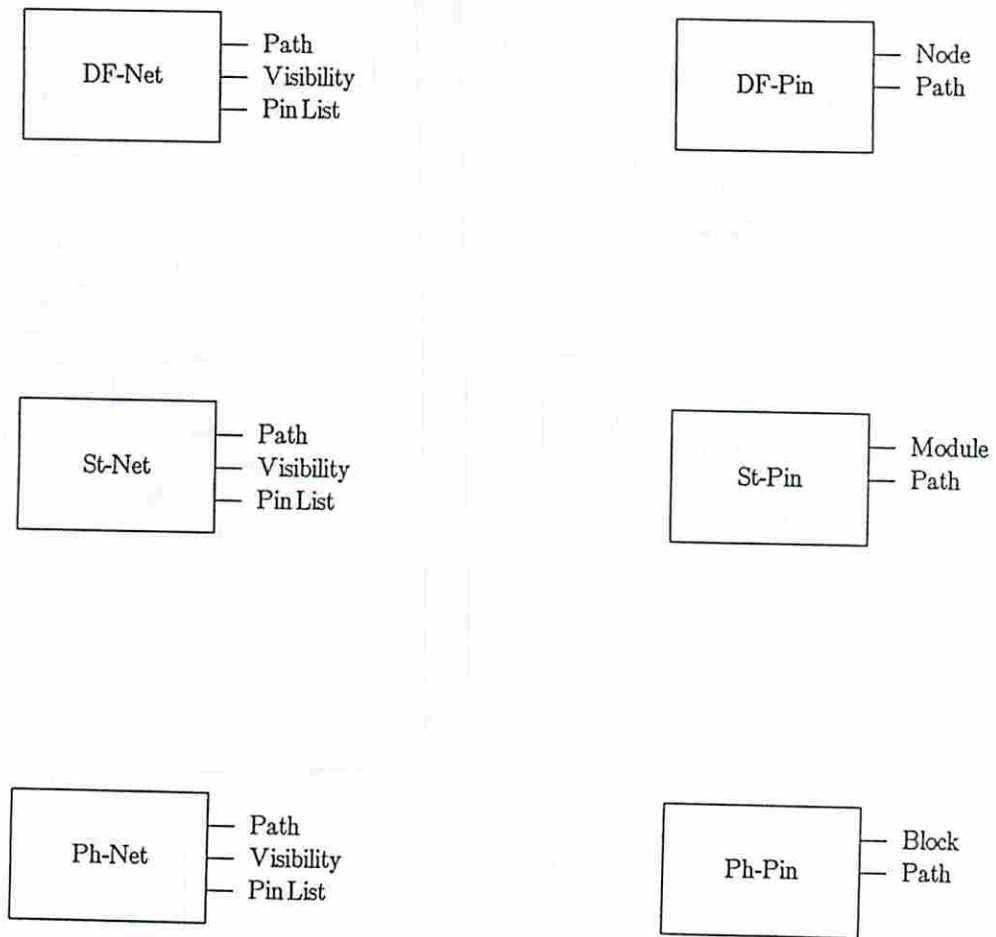 DF-Net
Path
Visibility
Pin List
DF-Pin
Node
Path
St-Net
Path
Visibility
Pin List
St-Pin
Module
Path
Ph-Net
Path
Visibility
Pin List
Ph-Pin
Block
Path